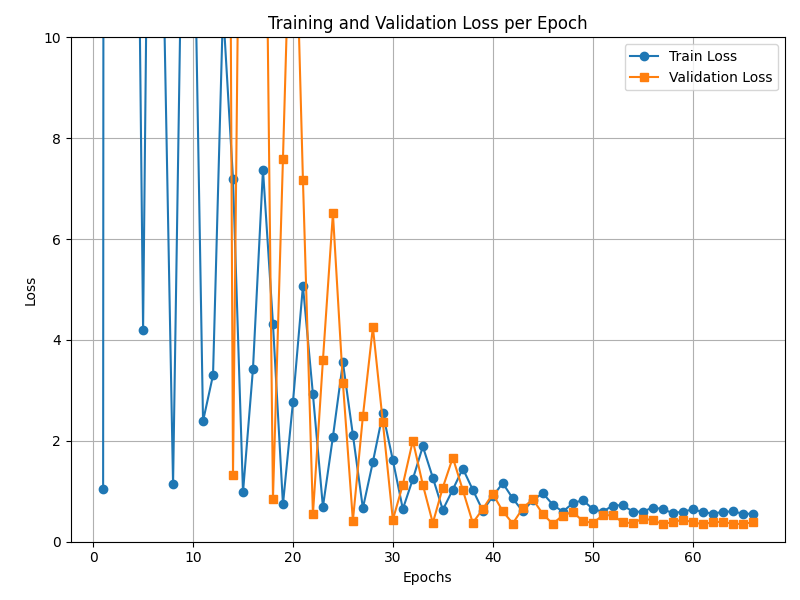 Training and Validation Loss per Epoch
Train Loss
Validation Loss
Loss
10
8
6
4
2
0
0 10 20 30 40 50 60
Epochs